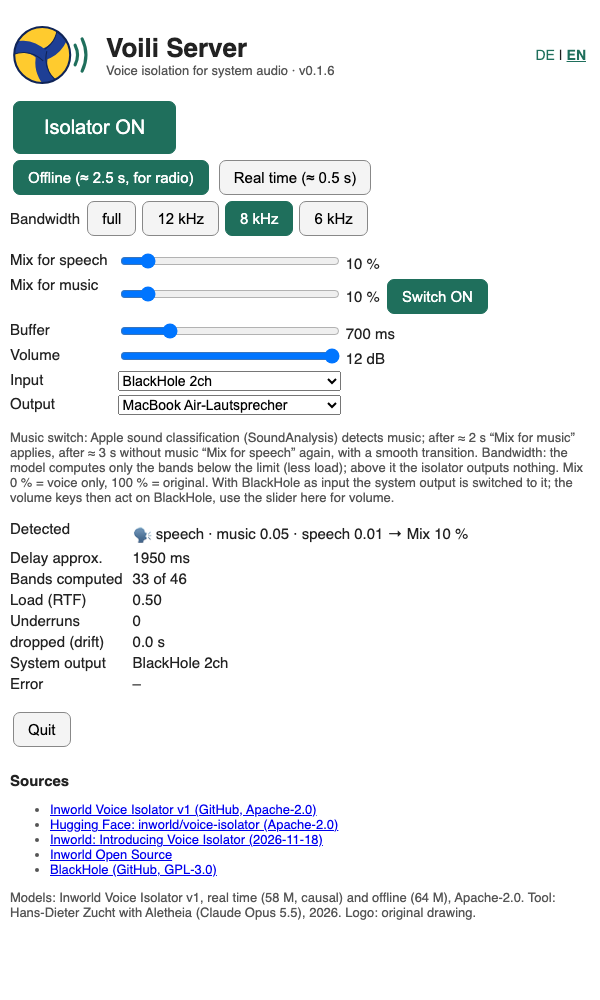 Voili Server
Voice isolation for system audio · v0.1.6
DE | EN
Isolator ON
Offline (≈ 2.5 s, for radio) Real time (≈ 0.5 s)
Bandwidth full 12 kHz 8 kHz 6 kHz
Mix for speech 10 %
Mix for music 10 % Switch ON
Buffer 700 ms
Volume 12 dB
Input BlackHole 2ch
Output MacBook Air-Lautsprecher
Music switch: Apple sound classification (SoundAnalysis) detects music; after ≈ 2 s “Mix for music”
applies, after ≈ 3 s without music “Mix for speech” again, with a smooth transition. Bandwidth: the
model computes only the bands below the limit (less load); above it the isolator outputs nothing. Mix
0 % = voice only, 100 % = original. With BlackHole as input the system output is switched to it; the
volume keys then act on BlackHole, use the slider here for volume.
Detected 🗣️ speech · music 0.05 · speech 0.01 → Mix 10 %
Delay approx. 1950 ms
Bands computed 33 of 46
Load (RTF) 0.50
Underruns 0
dropped (drift) 0.0 s
System output BlackHole 2ch
Error –
Quit
Sources
• Inworld Voice Isolator v1 (GitHub, Apache-2.0)
• Hugging Face: inworld/voice-isolator (Apache-2.0)
• Inworld: Introducing Voice Isolator (2026-11-18)
• Inworld Open Source
• BlackHole (GitHub, GPL-3.0)
Models: Inworld Voice Isolator v1, real time (58 M, causal) and offline (64 M), Apache-2.0. Tool:
Hans-Dieter Zucht with Aletheia (Claude Opus 5.5), 2026. Logo: original drawing.